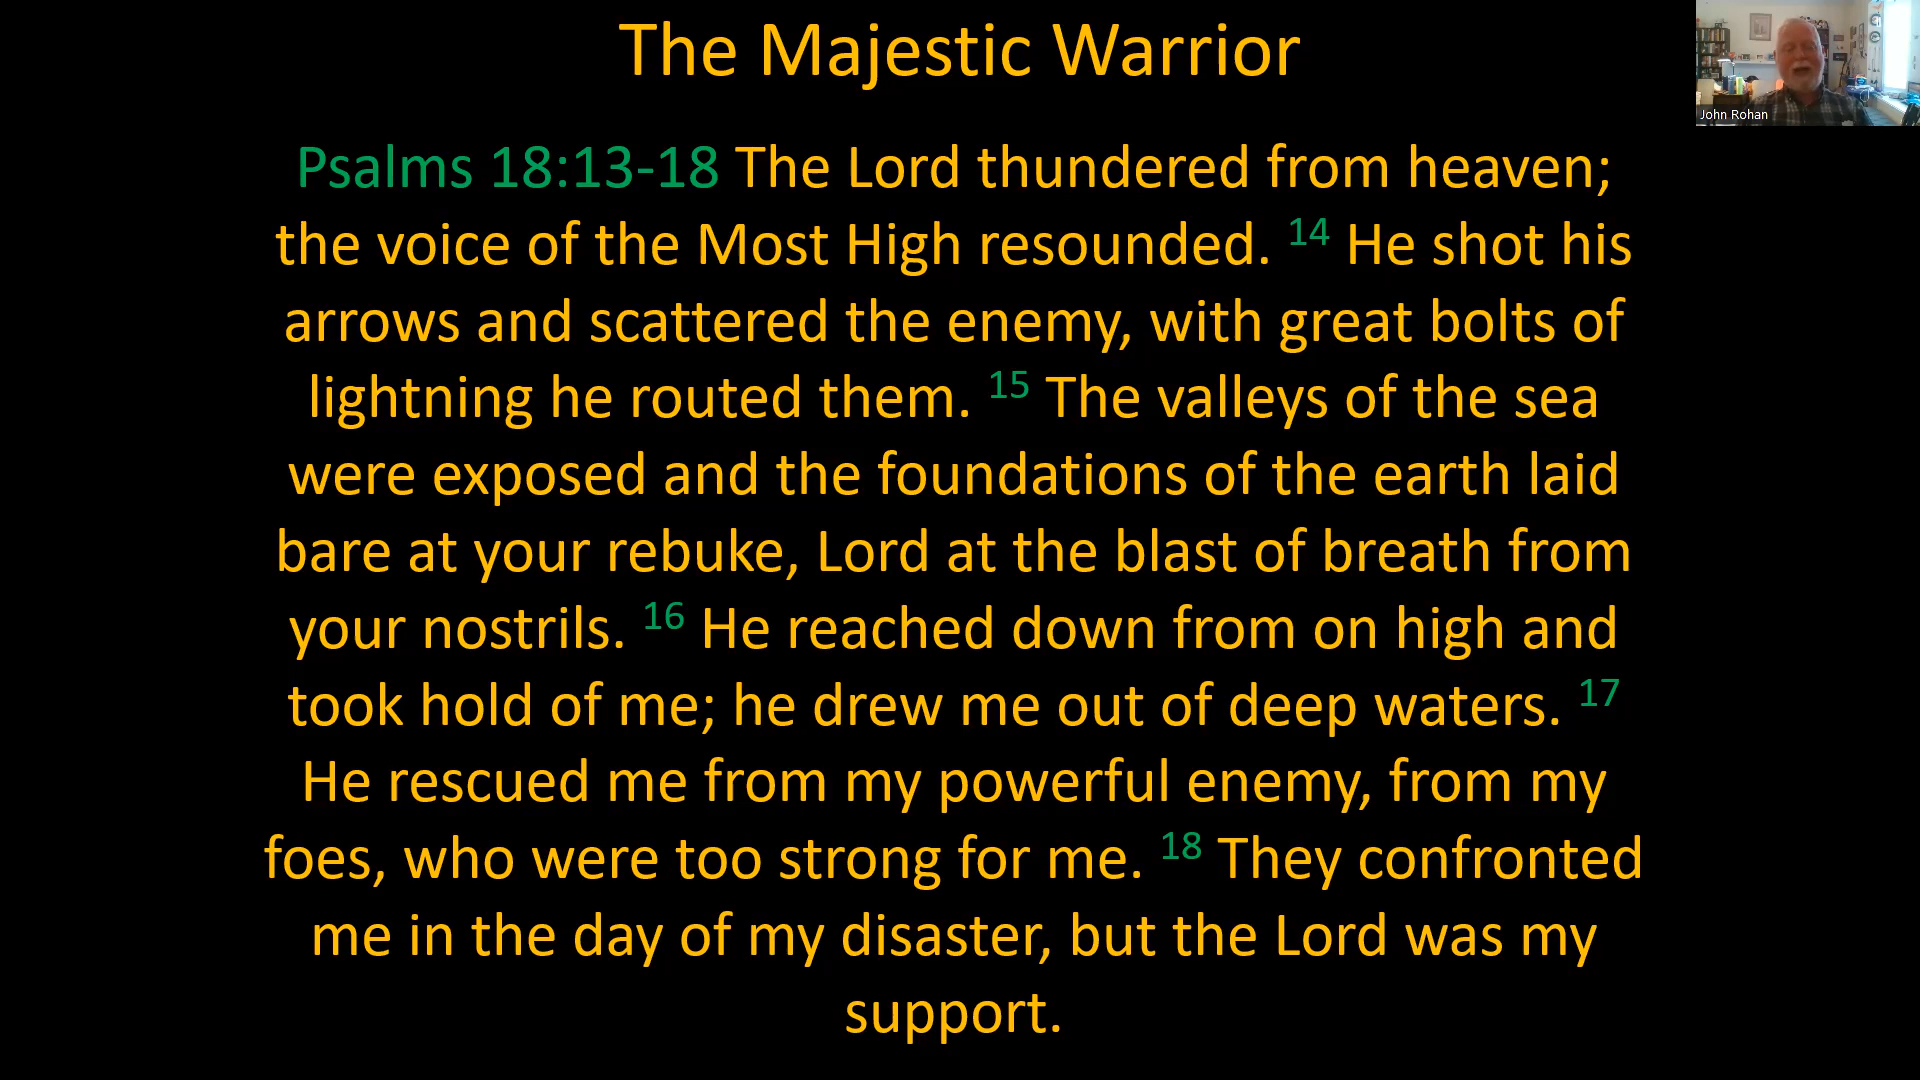 The Majestic Warrior
John Rohan
Psalms 18:13-18 The Lord thundered from heaven;
the voice of the Most High resounded. 14 He shot his
arrows and scattered the enemy, with great bolts of
lightning he routed them. 15 The valleys of the sea
were exposed and the foundations of the earth laid
bare at your rebuke, Lord at the blast of breath from
your nostrils. 16 He reached down from on high and
took hold of me; he drew me out of deep waters. 17
He rescued me from my powerful enemy, from my
foes, who were too strong for me. 18 They confronted
me in the day of my disaster, but the Lord was my
support.